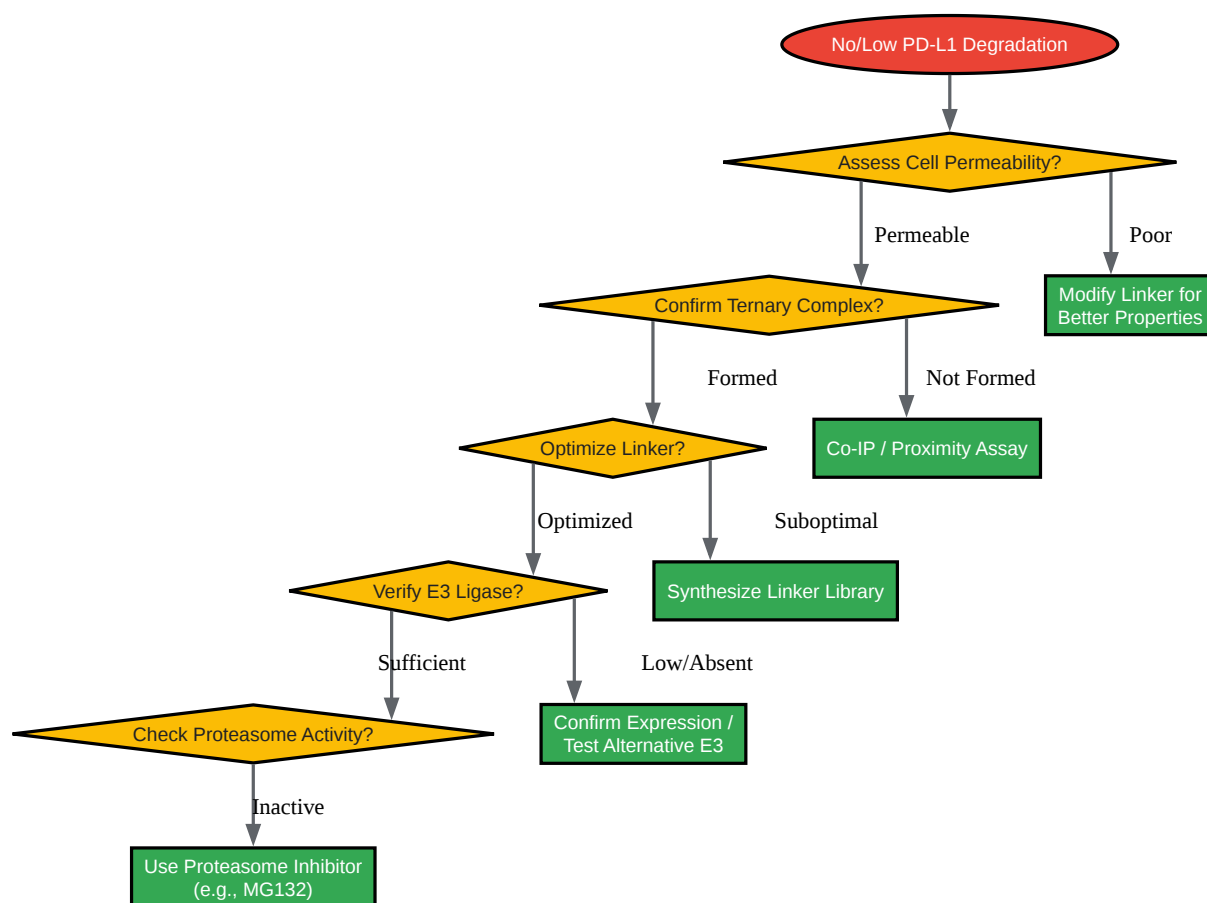 No/Low PD-L1 Degradation
Assess Cell Permeability?
Permeable
Poor
Confirm Ternary Complex?
Modify Linker for
Better Properties
Formed
Not Formed
Optimize Linker?
Co-IP / Proximity Assay
Optimized
Suboptimal
Verify E3 Ligase?
Synthesize Linker Library
Sufficient
Low/Absent
Check Proteasome Activity?
Confirm Expression /
Test Alternative E3
Inactive
Use Proteasome Inhibitor
(e.g., MG132)